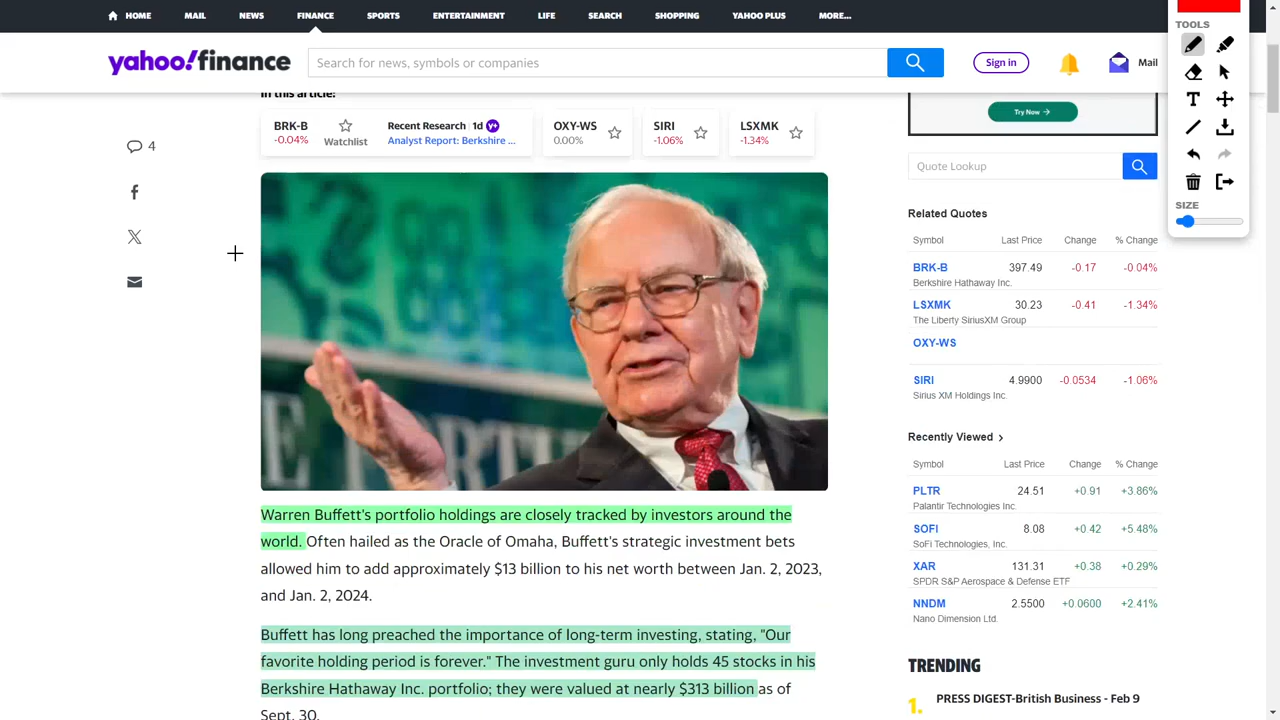 HOME MAIL NEWS FINANCE SPORTS ENTERTAINMENT LIFE SEARCH SHOPPING YAHOO PLUS MORE...
yahoo!finance
Search for news, symbols or companies
Sign in
Mail
TOOLS
SIZE
In this article:
BRK-B
-0.04%
Watchlist
Recent Research 1d Y+
Analyst Report: Berkshire ...
OXY-WS
0.00%
SIRI
-1.06%
LSXMK
-1.34%
4
Warren Buffett's portfolio holdings are closely tracked by investors around the
world. Often hailed as the Oracle of Omaha, Buffett's strategic investment bets
allowed him to add approximately $13 billion to his net worth between Jan. 2, 2023,
and Jan. 2, 2024.
Buffett has long preached the importance of long-term investing, stating, "Our
favorite holding period is forever." The investment guru only holds 45 stocks in his
Berkshire Hathaway Inc. portfolio; they were valued at nearly $313 billion as of
Sept. 30.
Try Now →
Quote Lookup
Related Quotes
Symbol Last Price Change % Change
BRK-B 397.49 -0.17 -0.04%
Berkshire Hathaway Inc.
LSXMK 30.23 -0.41 -1.34%
The Liberty SiriusXM Group
OXY-WS
SIRI 4.9900 -0.0534 -1.06%
Sirius XM Holdings Inc.
Recently Viewed >
Symbol Last Price Change % Change
PLTR 24.51 +0.91 +3.86%
Palantir Technologies Inc.
SOFI 8.08 +0.42 +5.48%
SoFi Technologies, Inc.
XAR 131.31 +0.38 +0.29%
SPDR S&P Aerospace & Defense ETF
NNDM 2.5500 +0.0600 +2.41%
Nano Dimension Ltd.
TRENDING
1. PRESS DIGEST-British Business - Feb 9